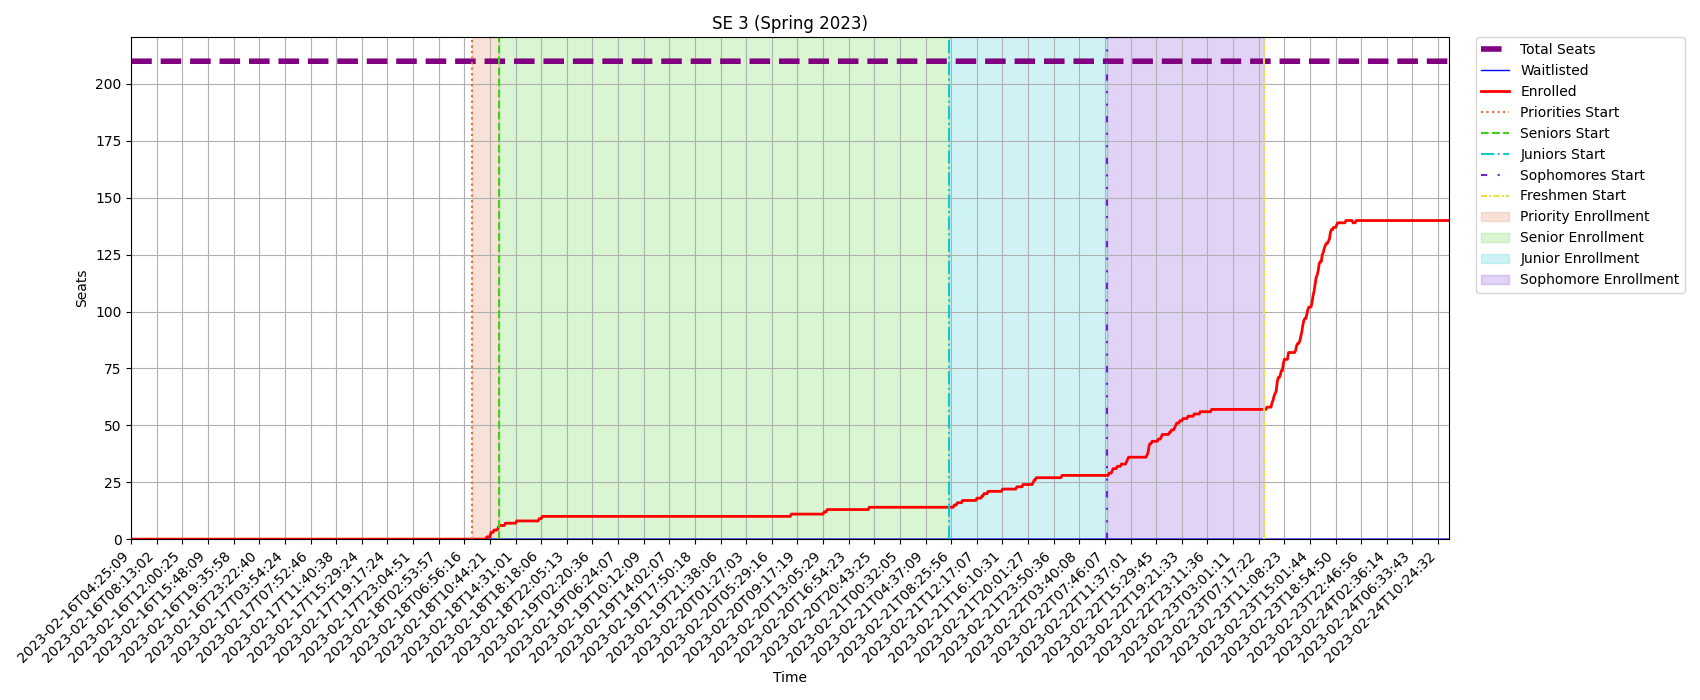 SE 3 (Spring 2023)
Seats
200
175
150
125
100
75
50
25
0
2023-02-16T04:25:09
2023-02-16T08:13:02
2023-02-16T12:00:25
2023-02-16T15:48:09
2023-02-16T19:35:58
2023-02-16T23:22:40
2023-02-17T03:54:24
2023-02-17T07:52:46
2023-02-17T11:40:38
2023-02-17T15:29:24
2023-02-17T19:17:24
2023-02-17T23:04:51
2023-02-18T02:53:57
2023-02-18T06:56:16
2023-02-18T10:44:21
2023-02-18T14:31:01
2023-02-18T18:18:06
2023-02-18T22:05:13
2023-02-19T02:20:36
2023-02-19T06:24:07
2023-02-19T10:12:09
2023-02-19T14:02:07
2023-02-19T17:50:18
2023-02-19T21:38:06
2023-02-20T01:27:03
2023-02-20T05:29:16
2023-02-20T09:17:19
2023-02-20T13:05:29
2023-02-20T16:54:23
2023-02-20T20:43:25
2023-02-21T00:32:05
2023-02-21T04:37:09
2023-02-21T08:25:56
2023-02-21T12:17:07
2023-02-21T16:10:31
2023-02-21T20:01:27
2023-02-21T23:50:36
2023-02-22T03:40:08
2023-02-22T07:46:07
2023-02-22T11:37:01
2023-02-22T15:29:45
2023-02-22T19:21:33
2023-02-22T23:11:36
2023-02-23T03:01:11
2023-02-23T07:17:22
2023-02-23T11:08:23
2023-02-23T15:01:44
2023-02-23T18:54:50
2023-02-23T22:46:56
2023-02-24T02:36:14
2023-02-24T06:33:43
2023-02-24T10:24:32
Time
Total Seats
Waitlisted
Enrolled
Priorities Start
Seniors Start
Juniors Start
Sophomores Start
Freshmen Start
Priority Enrollment
Senior Enrollment
Junior Enrollment
Sophomore Enrollment